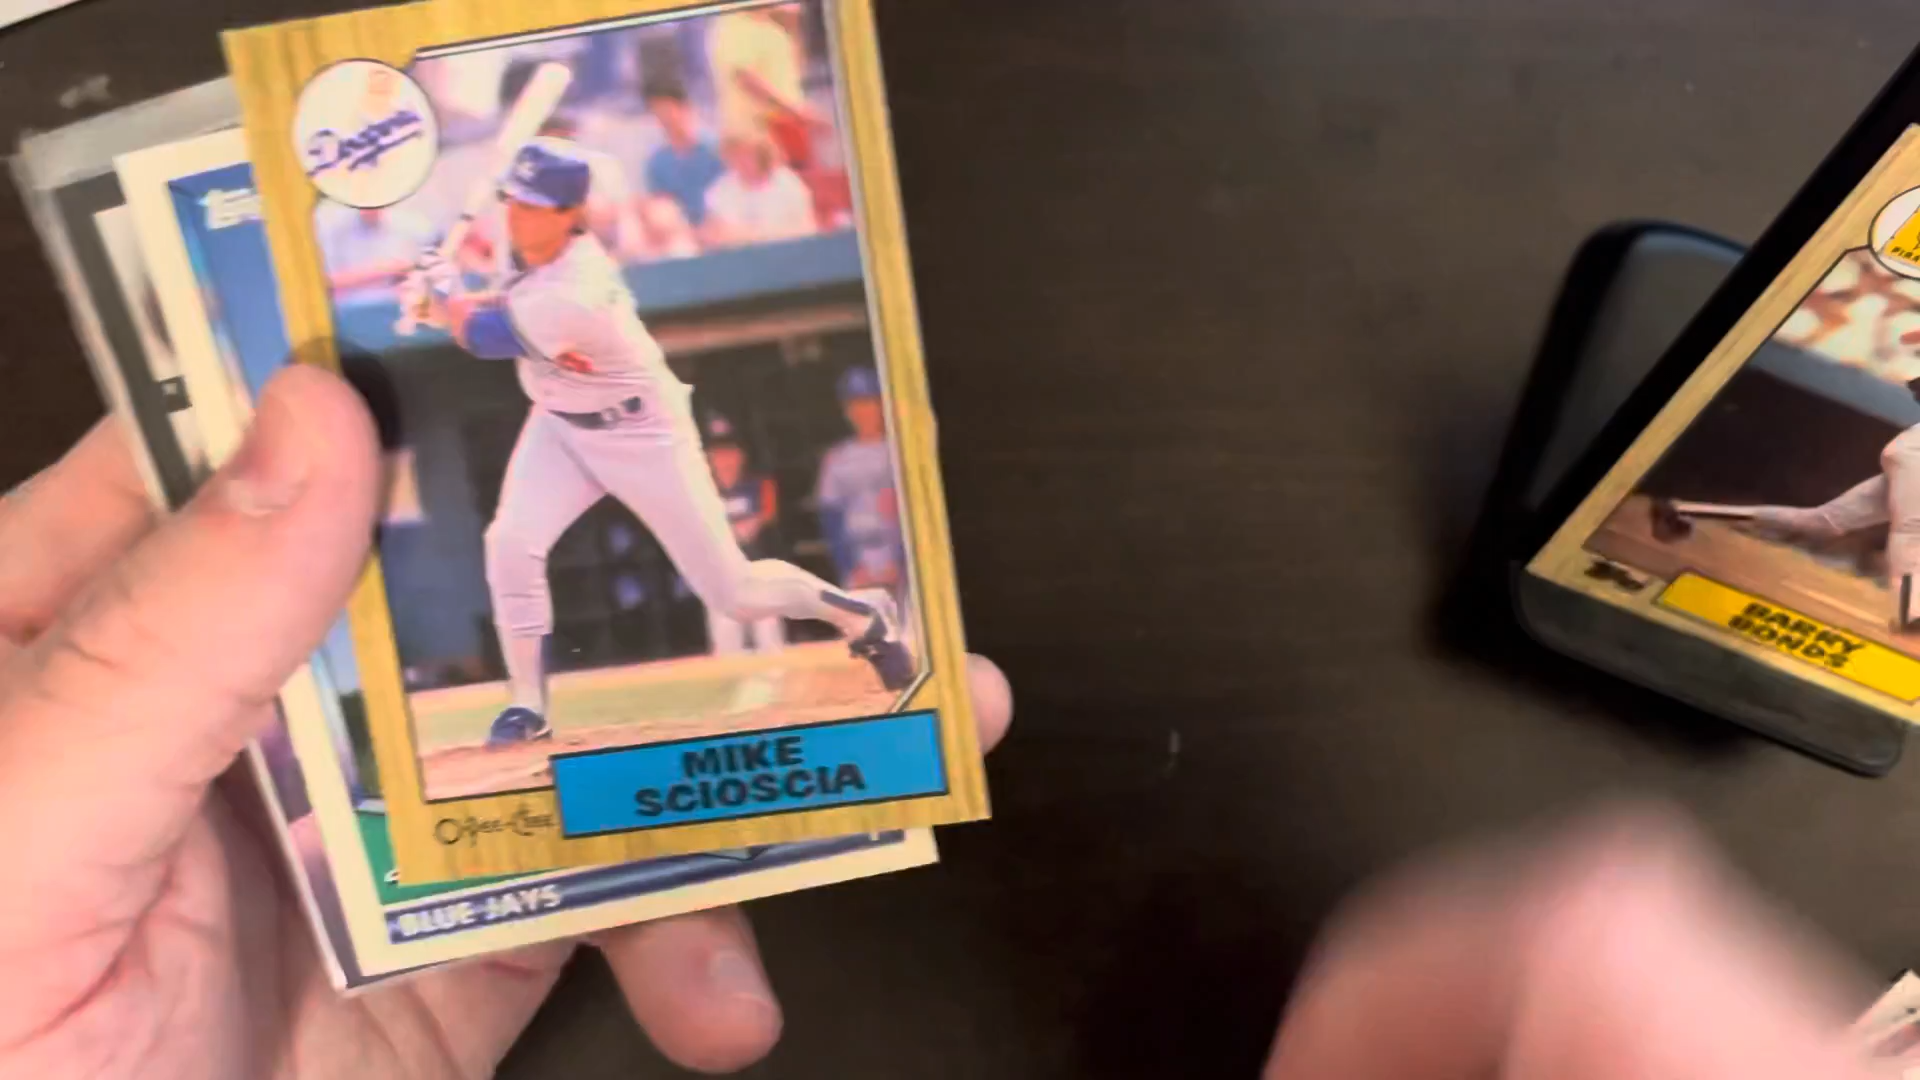 Dodgers
MIKE
SCIOSCIA
O-Pee-Chee
BLUE JAYS
BARRY
BONDS